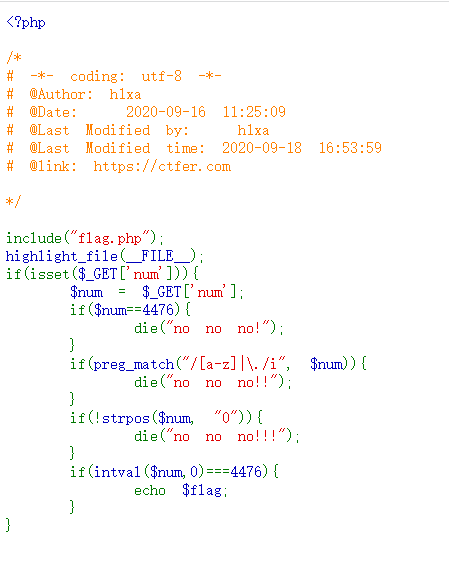 <?php
/*
# -*- coding: utf-8 -*-
# @Author: h1xa
# @Date: 2020-09-16 11:25:09
# @Last Modified by: h1xa
# @Last Modified time: 2020-09-18 16:53:59
# @link: https://ctfer.com
*/
include("flag.php");
highlight_file(__FILE__);
if(isset($_GET['num'])){
$num = $_GET['num'];
if($num==4476){
die("no no no!");
}
if(preg_match("/[a-z]|\./i", $num)){
die("no no no!!");
}
if(!strpos($num, "0")){
die("no no no!!!");
}
if(intval($num,0)===4476){
echo $flag;
}
}